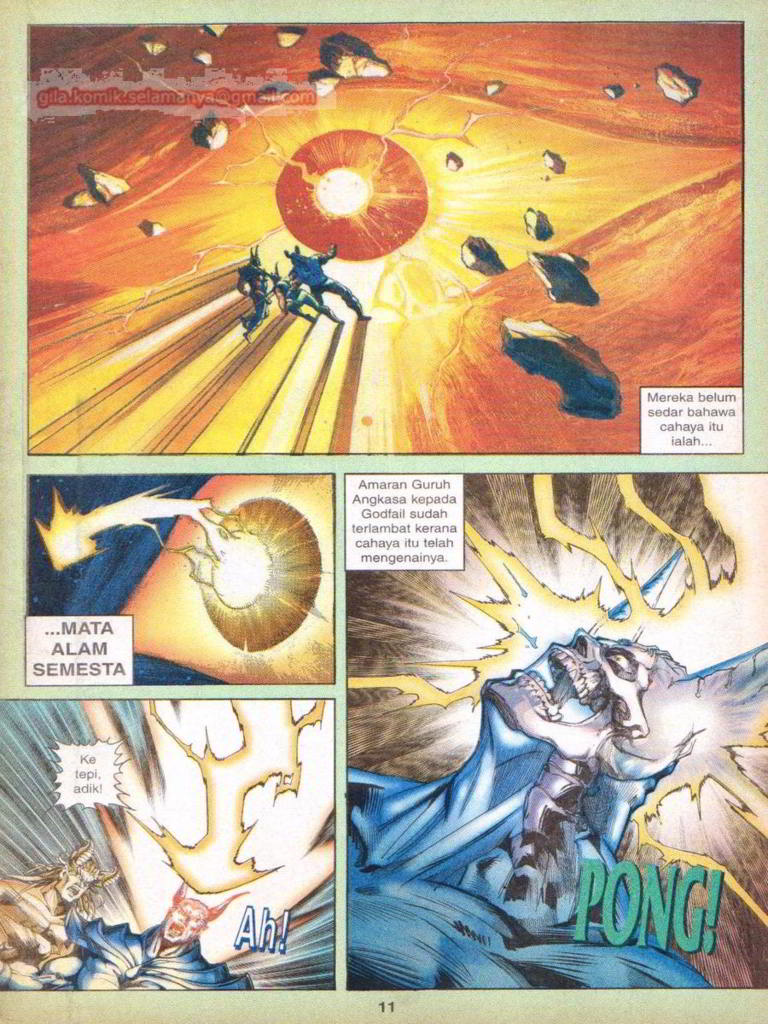 gila.komik.selamanya@gmail.com
Mereka belum
sedar bahawa
cahaya itu
ialah...
...MATA
ALAM
SEMESTA
Amaran Guruh
Angkasa kepada
Godfail sudah
terlambat kerana
cahaya itu telah
mengenainya.
Ke
tepi,
adik!
Ah!
PONG!
11